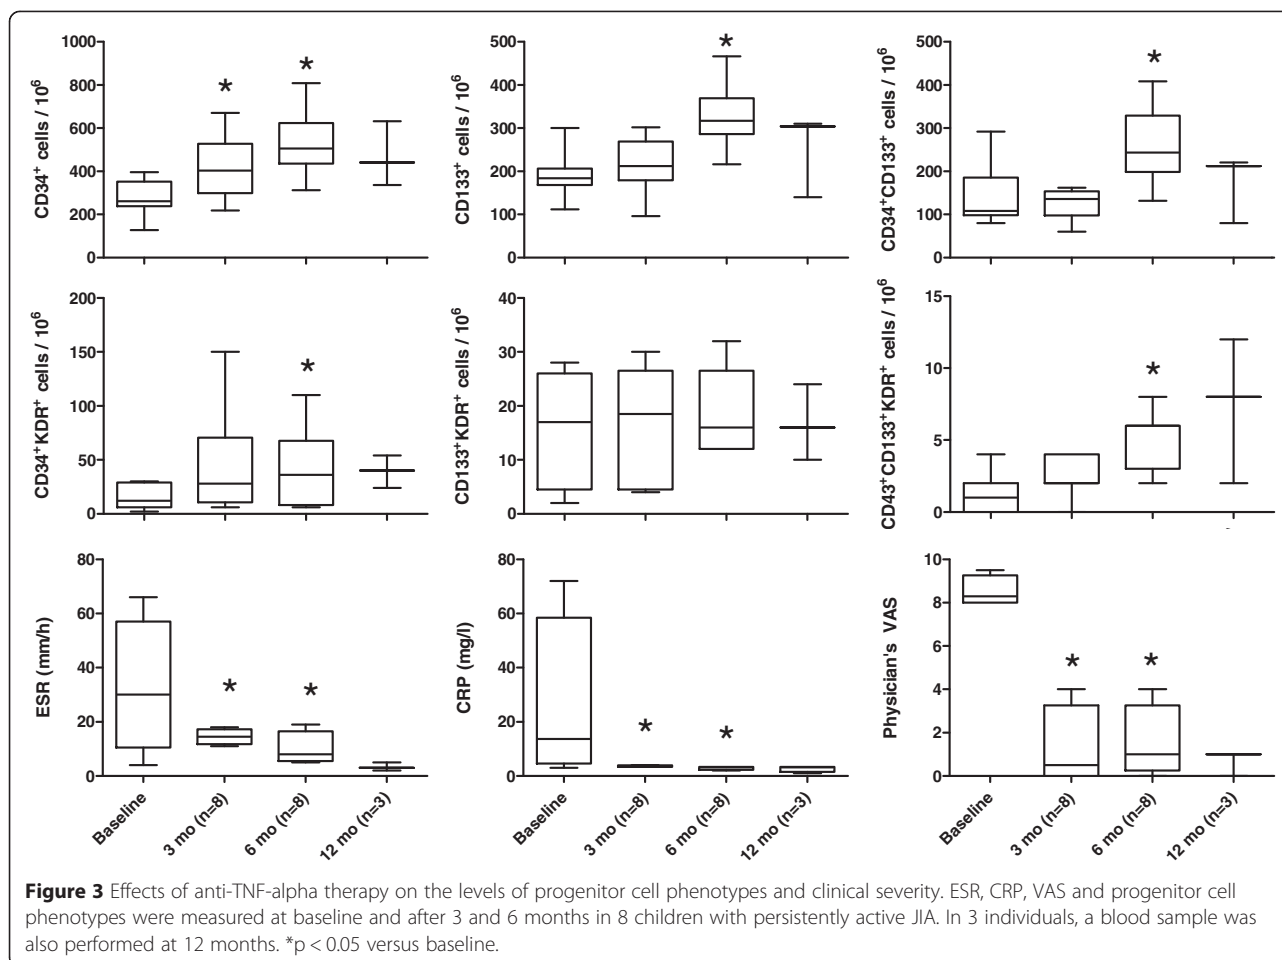 1000
800
600
400
200
0
CD34+ cells / 10^6
*
*
500
400
300
200
100
0
CD133+ cells / 10^6
*
500
400
300
200
100
0
CD34+CD133+ cells / 10^6
*
200
150
100
50
0
CD34+KDR+ cells / 10^6
*
40
30
20
10
0
CD133+KDR+ cells / 10^6
15
10
5
0
CD43+CD133+KDR+ cells / 10^6
*
80
60
40
20
0
ESR (mm/h)
*
*
Baseline
3 mo (n=8)
6 mo (n=8)
12 mo (n=3)
80
60
40
20
0
CRP (mg/l)
*
*
Baseline
3 mo (n=8)
6 mo (n=8)
12 mo (n=3)
10
8
6
4
2
0
Physician's VAS
*
*
Baseline
3 mo (n=8)
6 mo (n=8)
12 mo (n=3)
Figure 3 Effects of anti-TNF-alpha therapy on the levels of progenitor cell phenotypes and clinical severity. ESR, CRP, VAS and progenitor cell
phenotypes were measured at baseline and after 3 and 6 months in 8 children with persistently active JIA. In 3 individuals, a blood sample was
also performed at 12 months. *p < 0.05 versus baseline.